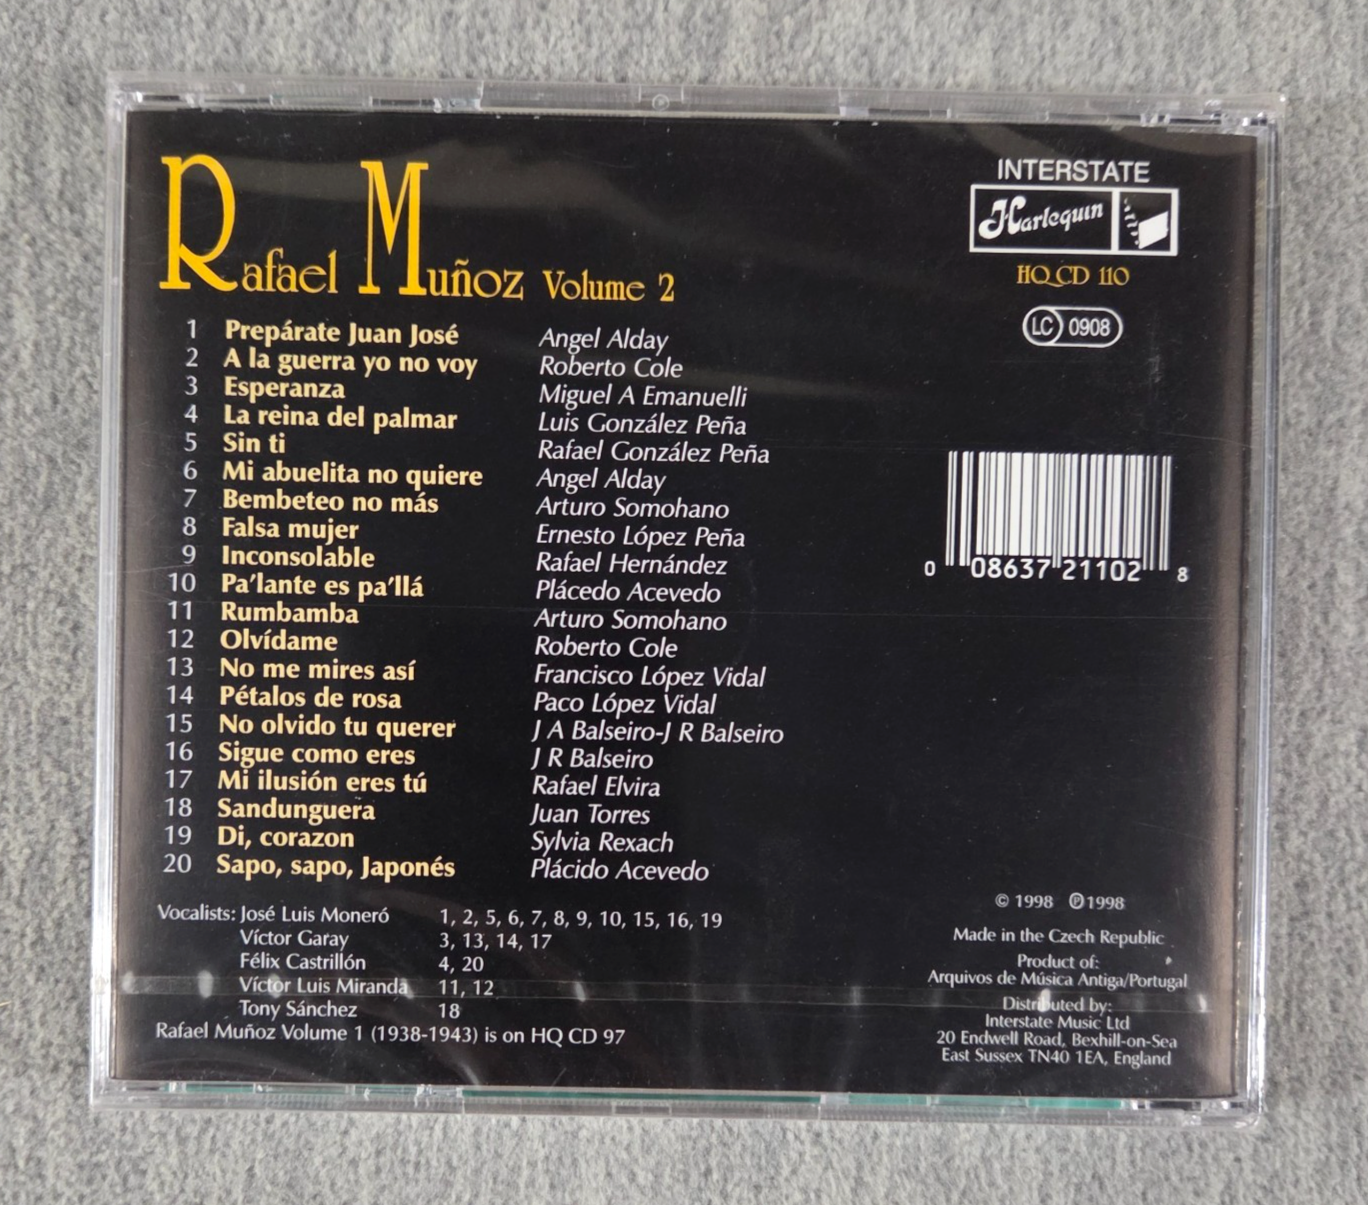 Rafael Muñoz Volume 2
INTERSTATE
Harlequin
HQ CD 110
LC 0908
1 Prepárate Juan José Angel Alday
2 A la guerra yo no voy Roberto Cole
3 Esperanza Miguel A Emanuelli
4 La reina del palmar Luis González Peña
5 Sin ti Rafael González Peña
6 Mi abuelita no quiere Angel Alday
7 Bembeteo no más Arturo Somohano
8 Falsa mujer Ernesto López Peña
9 Inconsolable Rafael Hernández
10 Pa'lante es pa'llá Plácedo Acevedo
11 Rumbamba Arturo Somohano
12 Olvídame Roberto Cole
13 No me mires así Francisco López Vidal
14 Pétalos de rosa Paco López Vidal
15 No olvido tu querer J A Balseiro-J R Balseiro
16 Sigue como eres J R Balseiro
17 Mi ilusión eres tú Rafael Elvira
18 Sandunguera Juan Torres
19 Di, corazon Sylvia Rexach
20 Sapo, sapo, Japonés Plácido Acevedo
0 08637 21102 8
Vocalists: José Luis Moneró 1, 2, 5, 6, 7, 8, 9, 10, 15, 16, 19
Víctor Garay 3, 13, 14, 17
Félix Castrillón 4, 20
Víctor Luis Miranda 11, 12
Tony Sánchez 18
Rafael Muñoz Volume 1 (1938-1943) is on HQ CD 97
© 1998 ℗1998
Made in the Czech Republic
Product of:
Arquivos de Música Antiga/Portugal
Distributed by:
Interstate Music Ltd
20 Endwell Road, Bexhill-on-Sea
East Sussex TN40 1EA, England